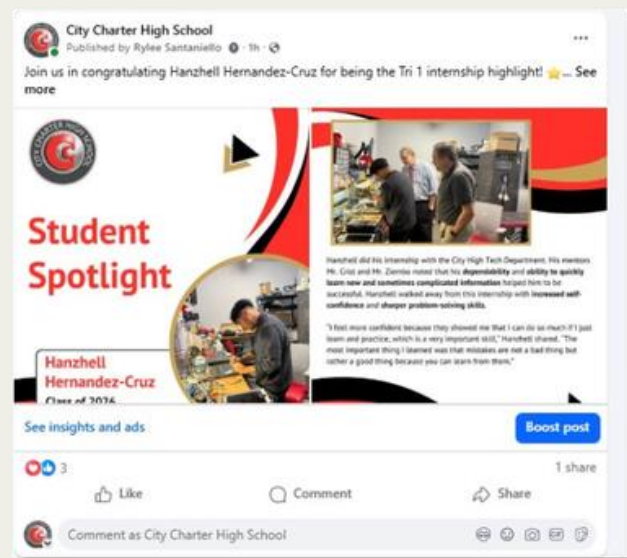 City Charter High School
Published by Rylee Santaniello · 1h ·
Join us in congratulating Hanzhell Hernandez-Cruz for being the Tri 1 internship highlight! ⭐... See
more
CITY CHARTER HIGH SCHOOL
Student
Spotlight
Hanzhell
Hernandez-Cruz
Class of 2026
Hanzhell did his internship with the City High Tech Department. His mentors
Mr. Crist and Mr. Ziemba noted that his dependability and ability to quickly
learn new and sometimes complicated information helped him to be
successful. Hanzhell walked away from this internship with increased self-
confidence and sharper problem-solving skills.
"I feel more confident because they showed me that I can do so much if I just
learn and practice, which is a very important skill," Hanzhell shared. "The
most important thing I learned was that mistakes are not a bad thing but
rather a good thing because you can learn from them."
See insights and ads
Boost post
3
1 share
Like
Comment
Share
Comment as City Charter High School
GIF